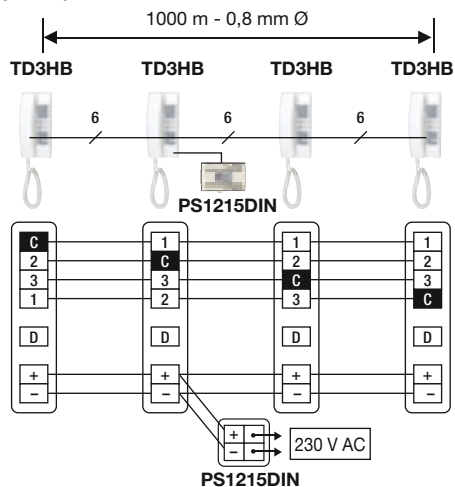 1000 m - 0,8 mm Ø
TD3HB TD3HB TD3HB TD3HB
6 6 6
PS1215DIN
C 1 1 1
2 C 2 2
3 3 C 3
1 2 3 C
D D D D
+ + + +
− − − −
+
−
230 V AC
PS1215DIN